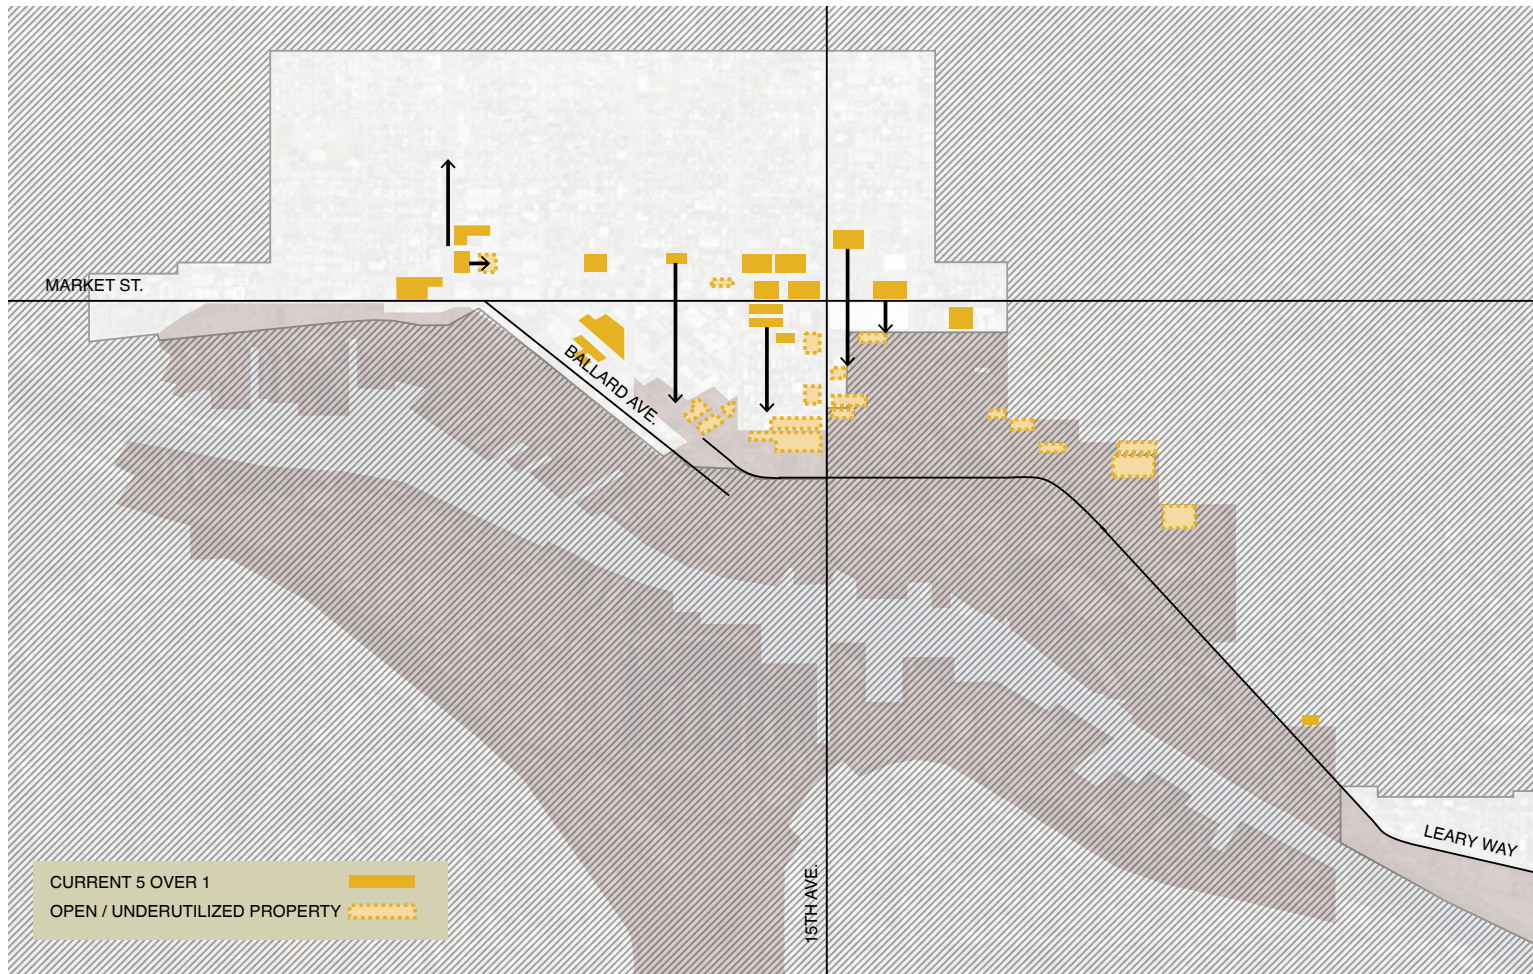 MARKET ST.
BALLARD AVE.
LEARY WAY
15TH AVE.
CURRENT 5 OVER 1
OPEN / UNDERUTILIZED PROPERTY